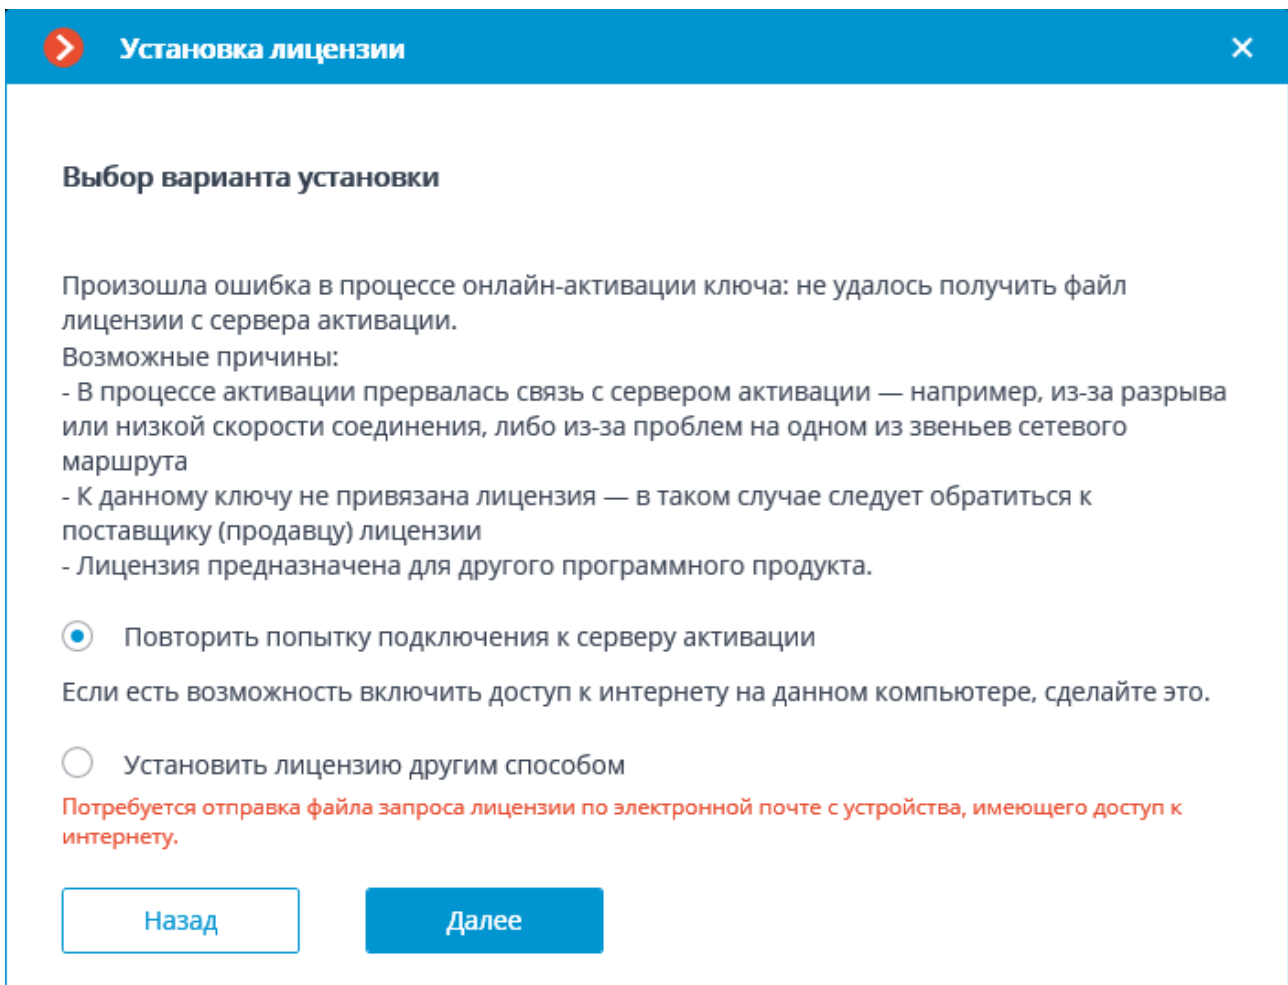 Установка лицензии
Выбор варианта установки
Произошла ошибка в процессе онлайн-активации ключа: не удалось получить файл
лицензии с сервера активации.
Возможные причины:
- В процессе активации прервалась связь с сервером активации — например, из-за разрыва
или низкой скорости соединения, либо из-за проблем на одном из звеньев сетевого
маршрута
- К данному ключу не привязана лицензия — в таком случае следует обратиться к
поставщику (продавцу) лицензии
- Лицензия предназначена для другого программного продукта.
Повторить попытку подключения к серверу активации
Если есть возможность включить доступ к интернету на данном компьютере, сделайте это.
Установить лицензию другим способом
Потребуется отправка файла запроса лицензии по электронной почте с устройства, имеющего доступ к
интернету.
Назад
Далее